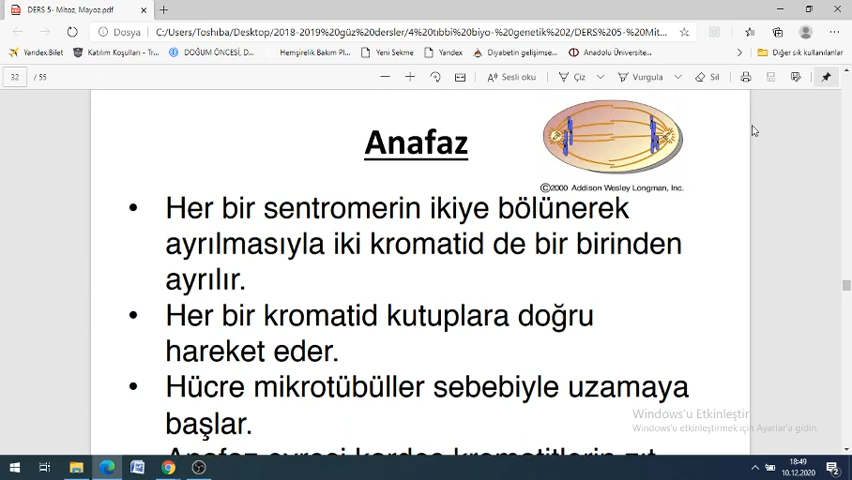 DERS 5- Mitoz, Mayoz.pdf
Dosya
C:/Users/Toshıba/Desktop/2018-2019%20güz%20dersler/4%20tıbbi%20biyo-%20genetik%202/DERS%205-%20Mit...
Yandex.Bilet
Katılım Koşulları - Tr...
DOĞUM ÖNCESİ, D...
Hemşirelik Bakım Pl...
Yeni Sekme
Yandex
Diyabetin gelişimse...
Anadolu Üniversite...
Diğer sık kullanılanlar
32 / 55
Sesli oku
Çiz
Vurgula
Sil
Anafaz
©2000 Addison Wesley Longman, Inc.
• Her bir sentromerin ikiye bölünerek
ayrılmasıyla iki kromatid de bir birinden
ayrılır.
• Her bir kromatid kutuplara doğru
hareket eder.
• Hücre mikrotübüller sebebiyle uzamaya
başlar.
Windows'u Etkinleştir
Windows'u etkinleştirmek için Ayarlar'a gidin.
18:49
10.12.2020